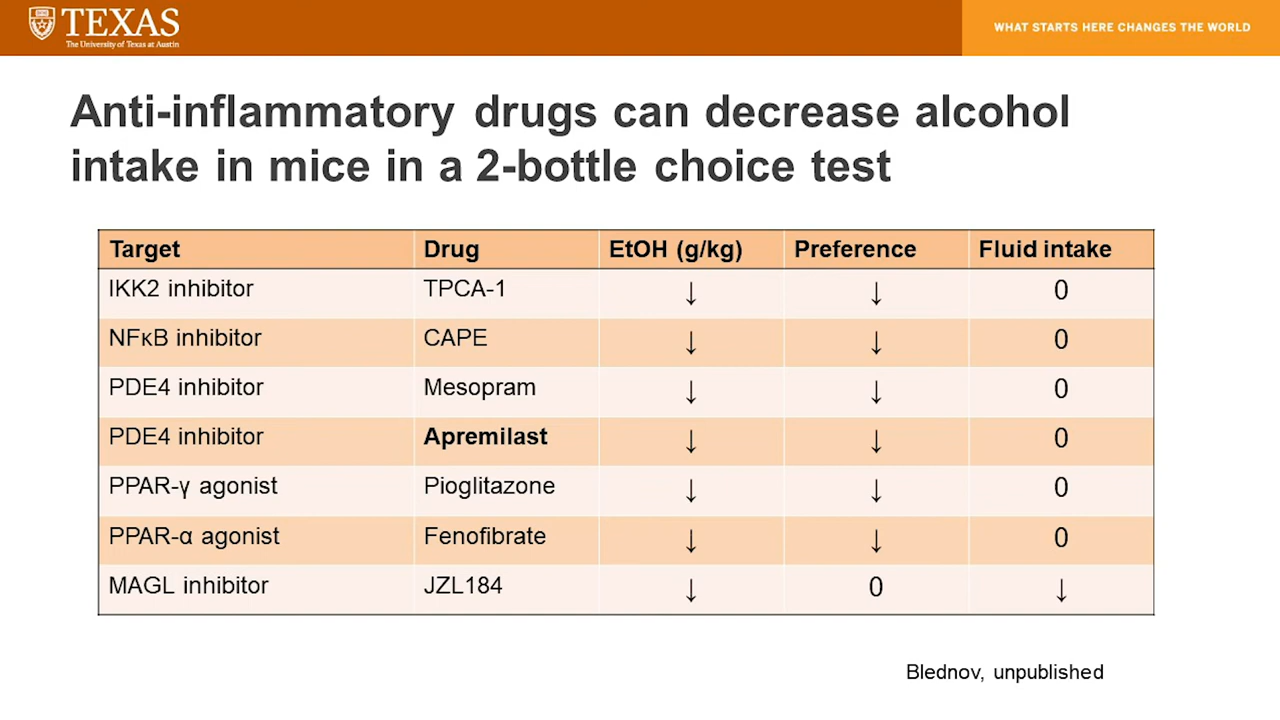 TEXAS
The University of Texas at Austin
WHAT STARTS HERE CHANGES THE WORLD
Anti-inflammatory drugs can decrease alcohol
intake in mice in a 2-bottle choice test
Target Drug EtOH (g/kg) Preference Fluid intake
IKK2 inhibitor TPCA-1 ↓ ↓ 0
NFκB inhibitor CAPE ↓ ↓ 0
PDE4 inhibitor Mesopram ↓ ↓ 0
PDE4 inhibitor Apremilast ↓ ↓ 0
PPAR-γ agonist Pioglitazone ↓ ↓ 0
PPAR-α agonist Fenofibrate ↓ ↓ 0
MAGL inhibitor JZL184 ↓ 0 ↓
Blednov, unpublished